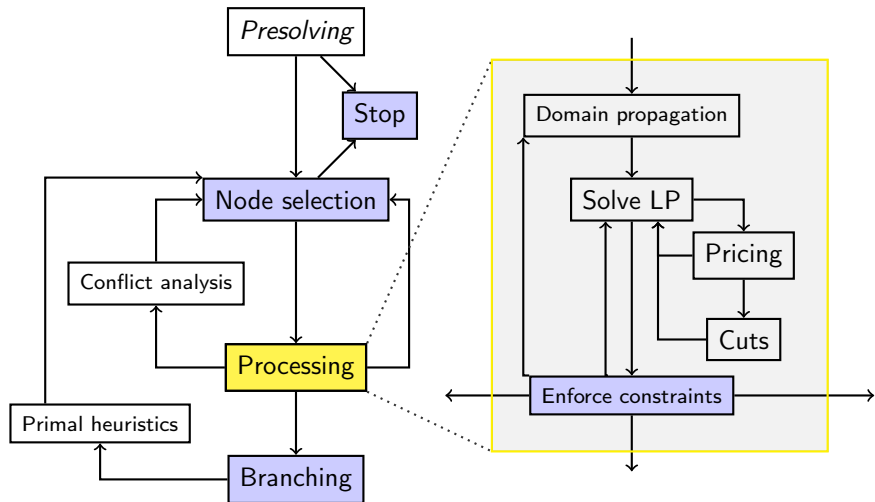 Presolving
Stop
Node selection
Conflict analysis
Processing
Primal heuristics
Branching
Domain propagation
Solve LP
Pricing
Cuts
Enforce constraints